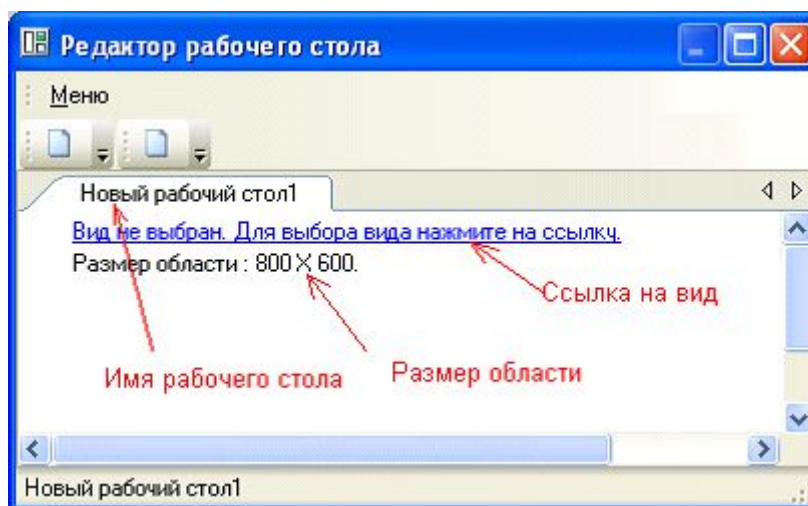 Редактор рабочего стола
Меню
Новый рабочий стол1
Вид не выбран. Для выбора вида нажмите на ссылку.
Размер области : 800 X 600.
Ссылка на вид
Имя рабочего стола
Размер области
Новый рабочий стол1